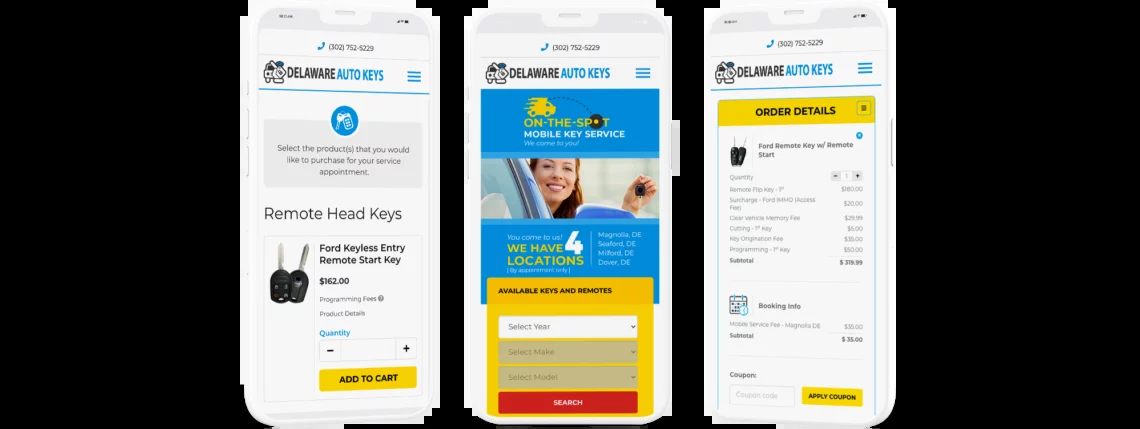 (302) 752-5229
DELAWARE AUTO KEYS
Select the product(s) that you would
like to purchase for your service
appointment.
Remote Head Keys
Ford Keyless Entry
Remote Start Key
$162.00
Programming Fees
Product Details
Quantity
− +
ADD TO CART
(302) 752-5229
DELAWARE AUTO KEYS
ON-THE-SPOT
MOBILE KEY SERVICE
We come to you!
You come to us!
WE HAVE 4
LOCATIONS
[ By appointment only ]
Magnolia, DE
Seaford, DE
Milford, DE
Dover, DE
AVAILABLE KEYS AND REMOTES
Select Year
Select Make
Select Model
SEARCH
(302) 752-5229
DELAWARE AUTO KEYS
ORDER DETAILS
Ford Remote Key w/ Remote
Start
Quantity − 1 +
Remote Flip Key - 1st $180.00
Surcharge - Ford IMMO (Access
Fee) $20.00
Clear Vehicle Memory Fee $29.99
Cutting - 1st Key $5.00
Key Origination Fee $35.00
Programming - 1st Key $50.00
Subtotal $ 319.99
Booking Info
Mobile Service Fee - Magnolia DE $35.00
Subtotal $ 35.00
Coupon:
Coupon code
APPLY COUPON